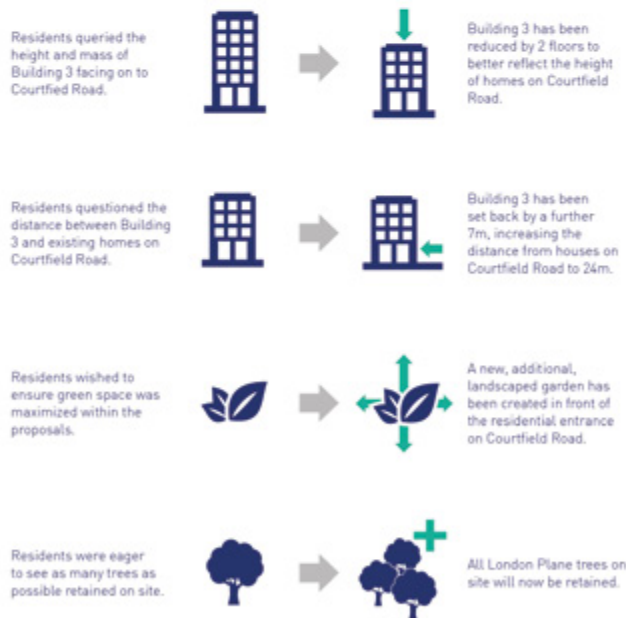 Residents queried the
height and mass of
Building 3 facing on to
Courtfied Road.
Building 3 has been
reduced by 2 floors to
better reflect the height
of homes on Courtfield
Road.
Residents questioned the
distance between Building
3 and existing homes on
Courtfield Road.
Building 3 has been
set back by a further
7m, increasing the
distance from houses on
Courtfield Road to 24m.
Residents wished to
ensure green space was
maximized within the
proposals.
A new, additional,
landscaped garden has
been created in front of
the residential entrance
on Courtfield Road.
Residents were eager
to see as many trees as
possible retained on site.
All London Plane trees on
site will now be retained.